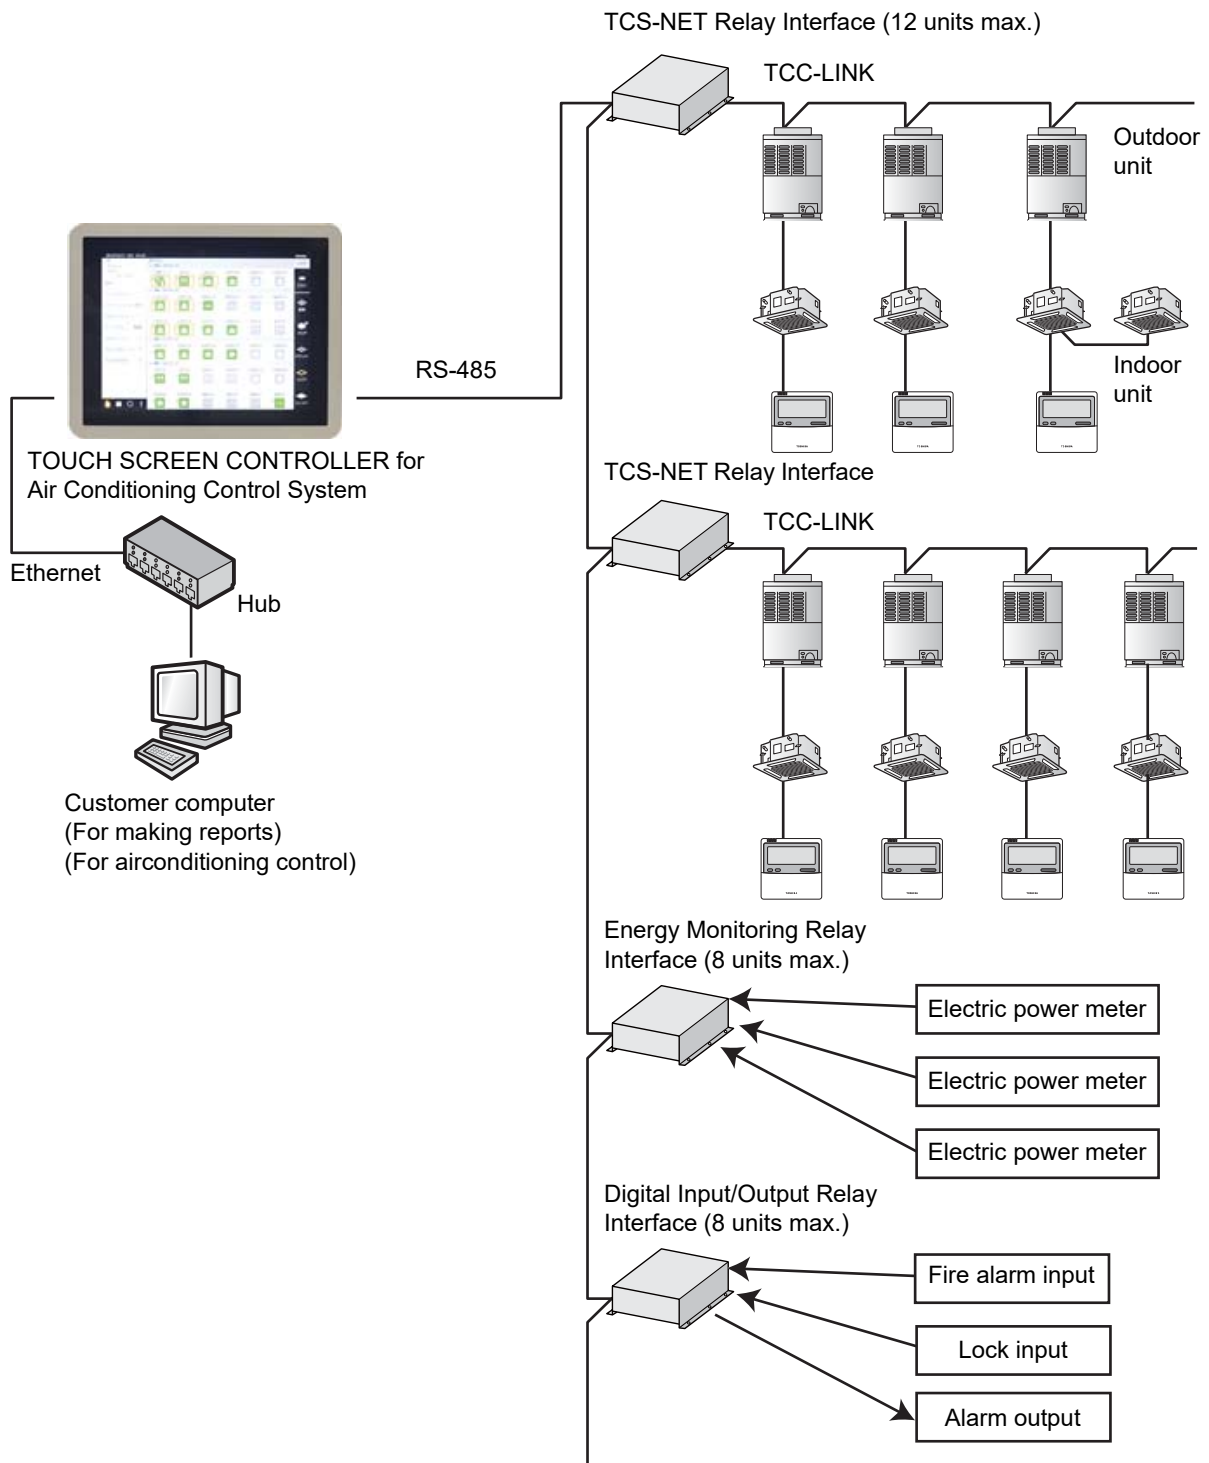 TCS-NET Relay Interface (12 units max.)
TCC-LINK
Outdoor
unit
RS-485
Indoor
unit
TOUCH SCREEN CONTROLLER for
Air Conditioning Control System
TCS-NET Relay Interface
TCC-LINK
Ethernet
Hub
Customer computer
(For making reports)
(For airconditioning control)
Energy Monitoring Relay
Interface (8 units max.)
Electric power meter
Electric power meter
Electric power meter
Digital Input/Output Relay
Interface (8 units max.)
Fire alarm input
Lock input
Alarm output